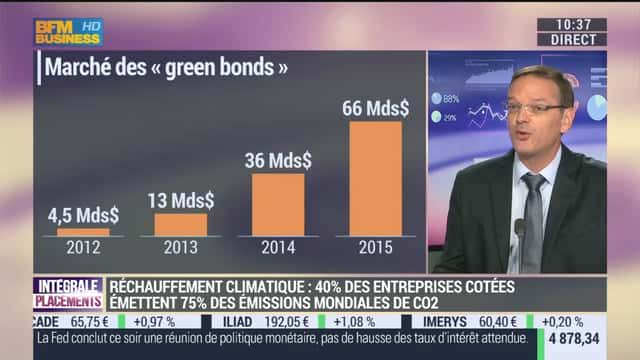 BFM HD
BUSINESS
10:37
DIRECT
Marché des « green bonds »
88%
29%
4,5 Mds$
13 Mds$
36 Mds$
66 Mds$
2012
2013
2014
2015
INTÉGRALE
PLACEMENTS
RÉCHAUFFEMENT CLIMATIQUE : 40% DES ENTREPRISES COTÉES
ÉMETTENT 75% DES ÉMISSIONS MONDIALES DE CO2
CADE 65,75 € +0,97 % ILIAD 192,05 € +1,08 % IMERYS 60,40 € +0,20 %
La Fed conclut ce soir une réunion de politique monétaire, pas de hausse des taux d'intérêt attendue. 4 878,34